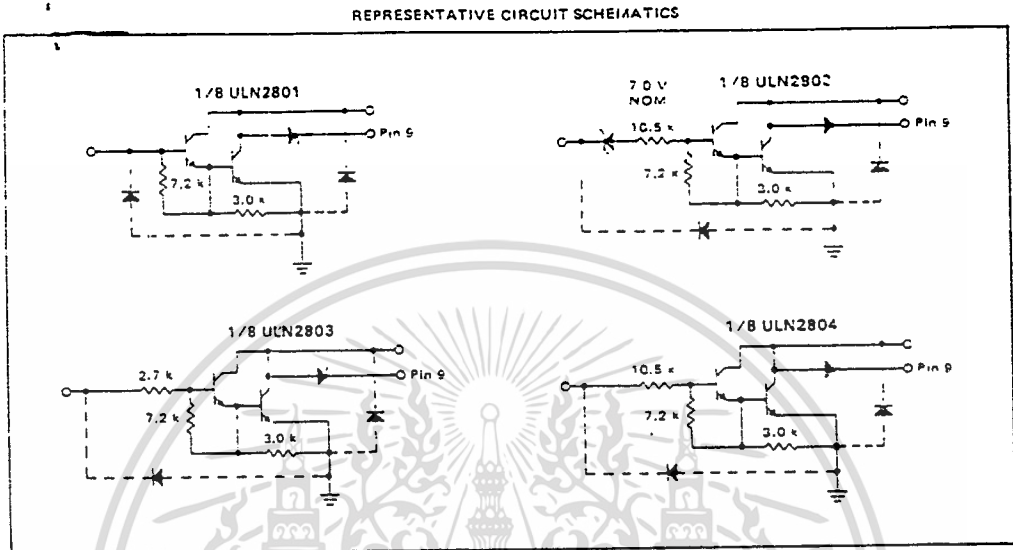 REPRESENTATIVE CIRCUIT SCHEMATICS
1/8 ULN2801
Pin 9
7.2 k
3.0 k
1/8 ULN2802
7.0 V
NOM
10.5 k
Pin 9
7.2 k
3.0 k
1/8 ULN2803
2.7 k
Pin 9
7.2 k
3.0 k
1/8 ULN2804
10.5 k
Pin 9
7.2 k
3.0 k